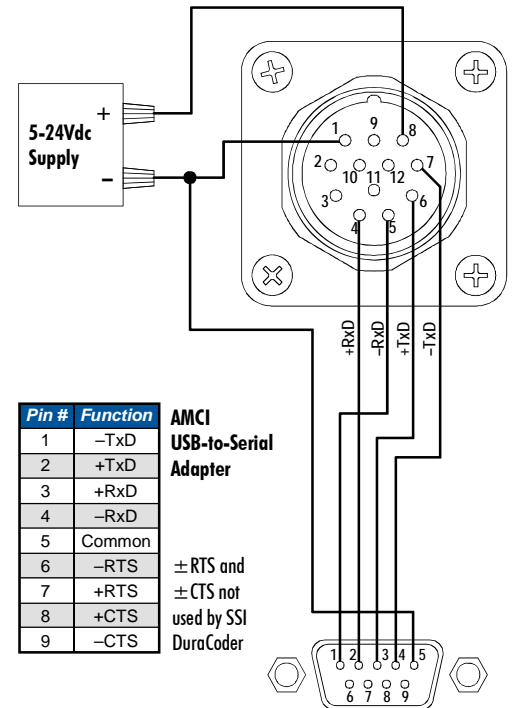 5-24Vdc
Supply
+
–
1 9 8
2 7
10 11 12
3 6
4 5
+RxD
–RxD
+TxD
–TxD
Pin # Function
1 –TxD
2 +TxD
3 +RxD
4 –RxD
5 Common
6 –RTS
7 +RTS
8 +CTS
9 –CTS
AMCI
USB-to-Serial
Adapter
±RTS and
±CTS not
used by SSI
DuraCoder
1 2 3 4 5
6 7 8 9